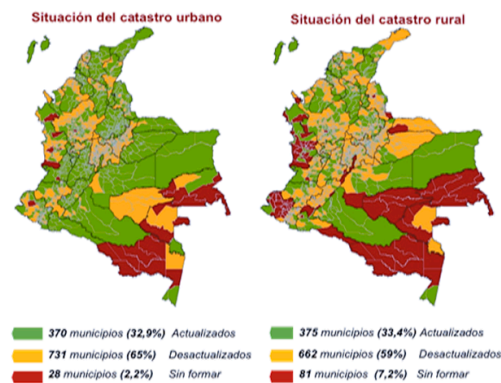 Situación del catastro urbano
Situación del catastro rural
370 municipios (32,9%) Actualizados
731 municipios (65%) Desactualizados
28 municipios (2,2%) Sin formar
375 municipios (33,4%) Actualizados
662 municipios (59%) Desactualizados
81 municipios (7,2%) Sin formar